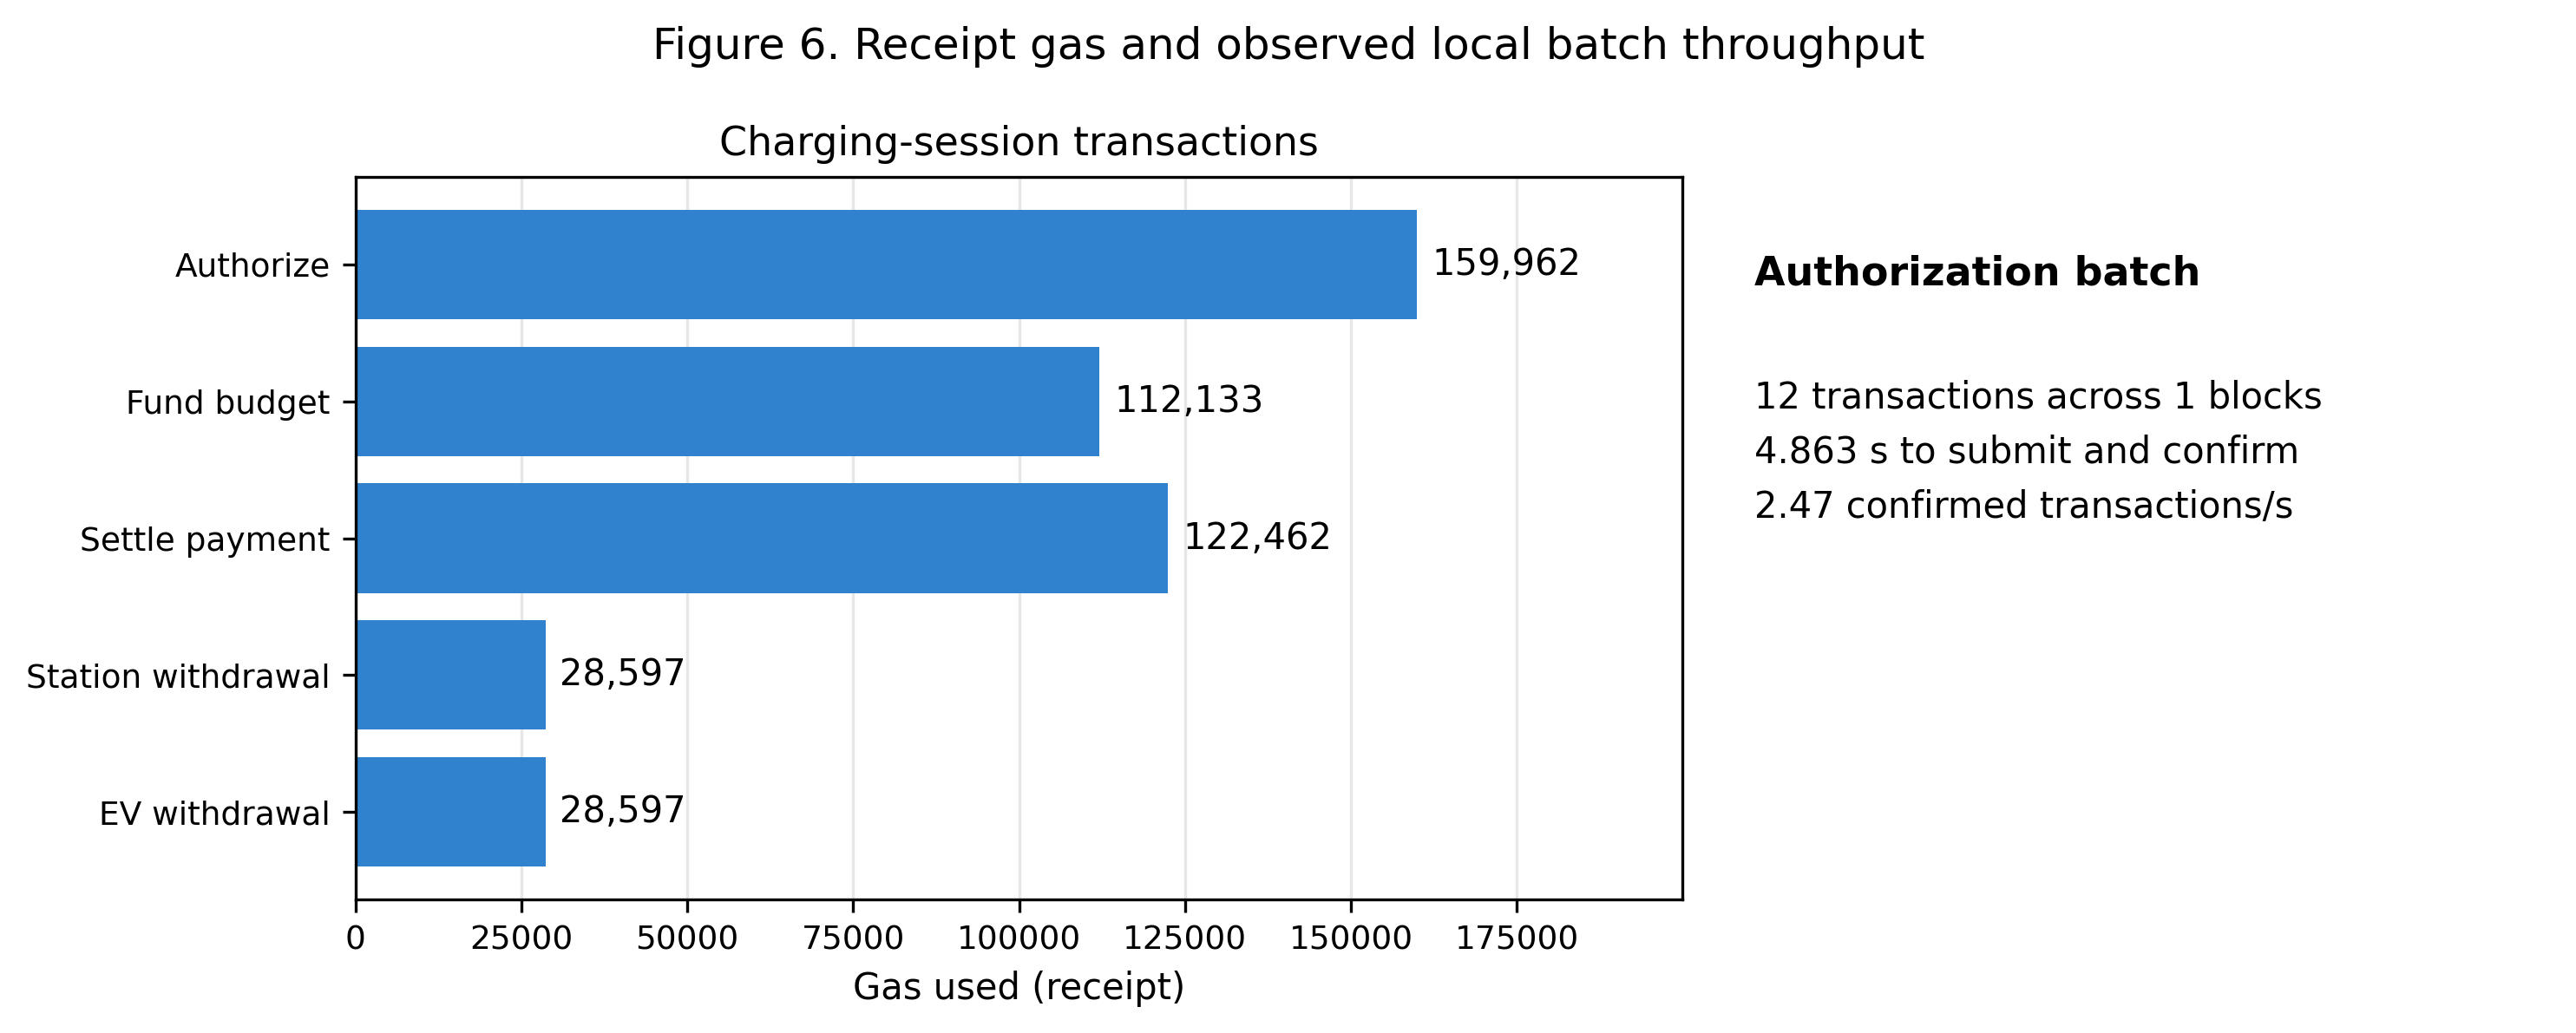 Figure 6. Receipt gas and observed local batch throughput
Charging-session transactions
Authorize
159,962
Fund budget
112,133
Settle payment
122,462
Station withdrawal
28,597
EV withdrawal
28,597
0 25000 50000 75000 100000 125000 150000 175000
Gas used (receipt)
Authorization batch
12 transactions across 1 blocks
4.863 s to submit and confirm
2.47 confirmed transactions/s